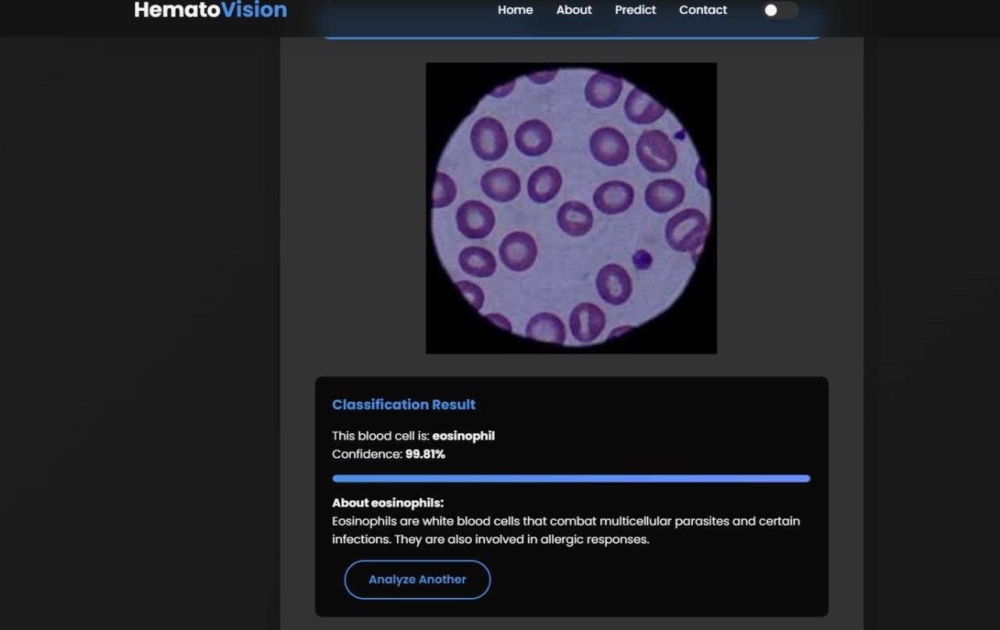 HematoVision
Home About Predict Contact
Classification Result
This blood cell is: eosinophil
Confidence: 99.81%
About eosinophils:
Eosinophils are white blood cells that combat multicellular parasites and certain
infections. They are also involved in allergic responses.
Analyze Another